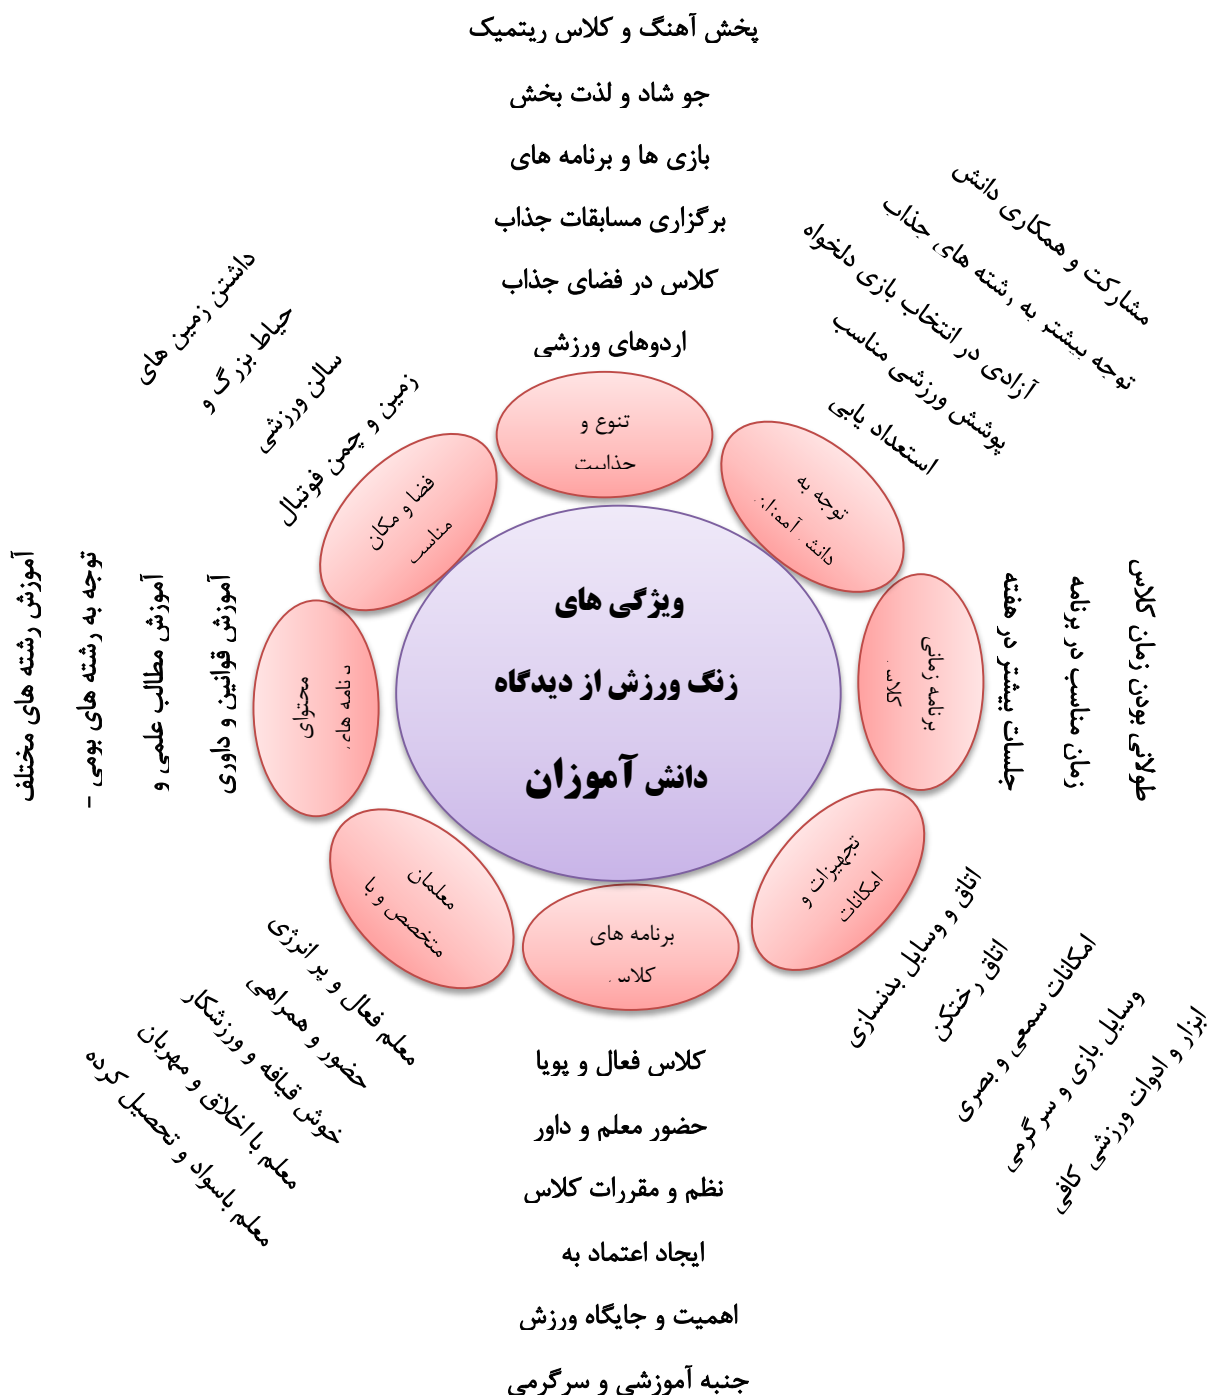 پخش آهنگ و کلاس ریتمیک
جو شاد و لذت بخش
بازی ها و برنامه های
برگزاری مسابقات جذاب
کلاس در فضای جذاب
اردوهای ورزشی
تنوع و
جذابیت
مشارکت و همکاری دانش
توجه بیشتر به رشته های جذاب
آزادی در انتخاب بازی دلخواه
پوشش ورزشی مناسب
استعداد یابی
توجه به
دانش آموزان
طولانی بودن زمان کلاس
زمان مناسب در برنامه
جلسات بیشتر در هفته
برنامه زمانی
کلاس
تجهیزات و
امکانات
اتاق و وسایل بدنسازی
اتاق رختکن
امکانات سمعی و بصری
وسایل بازی و سرگرمی
ابزار و ادوات ورزشی کافی
برنامه های
کلاس
کلاس فعال و پویا
حضور معلم و داور
نظم و مقررات کلاس
ایجاد اعتماد به
اهمیت و جایگاه ورزش
جنبه آموزشی و سرگرمی
معلمان
متخصص و با
معلم فعال و پر انرژی
حضور و همراهی
خوش قیافه و ورزشکار
معلم با اخلاق و مهربان
معلم باسواد و تحصیل کرده
محتوای
برنامه های
آموزش قوانین و داوری
آموزش مطالب علمی و
توجه به رشته های بومی –
آموزش رشته های مختلف
فضا و مکان
مناسب
داشتن زمین های
حیاط بزرگ و
سالن ورزشی
زمین و چمن فوتبال
ویژگی های
زنگ ورزش از دیدگاه
دانش آموزان